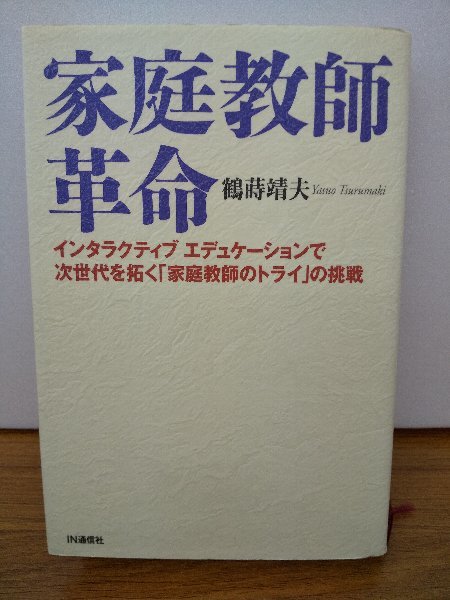 家庭教師
革命
鶴蒔靖夫 Yasuo Tsurumaki
インタラクティブ エデュケーションで
次世代を拓く「家庭教師のトライ」の挑戦
IN通信社